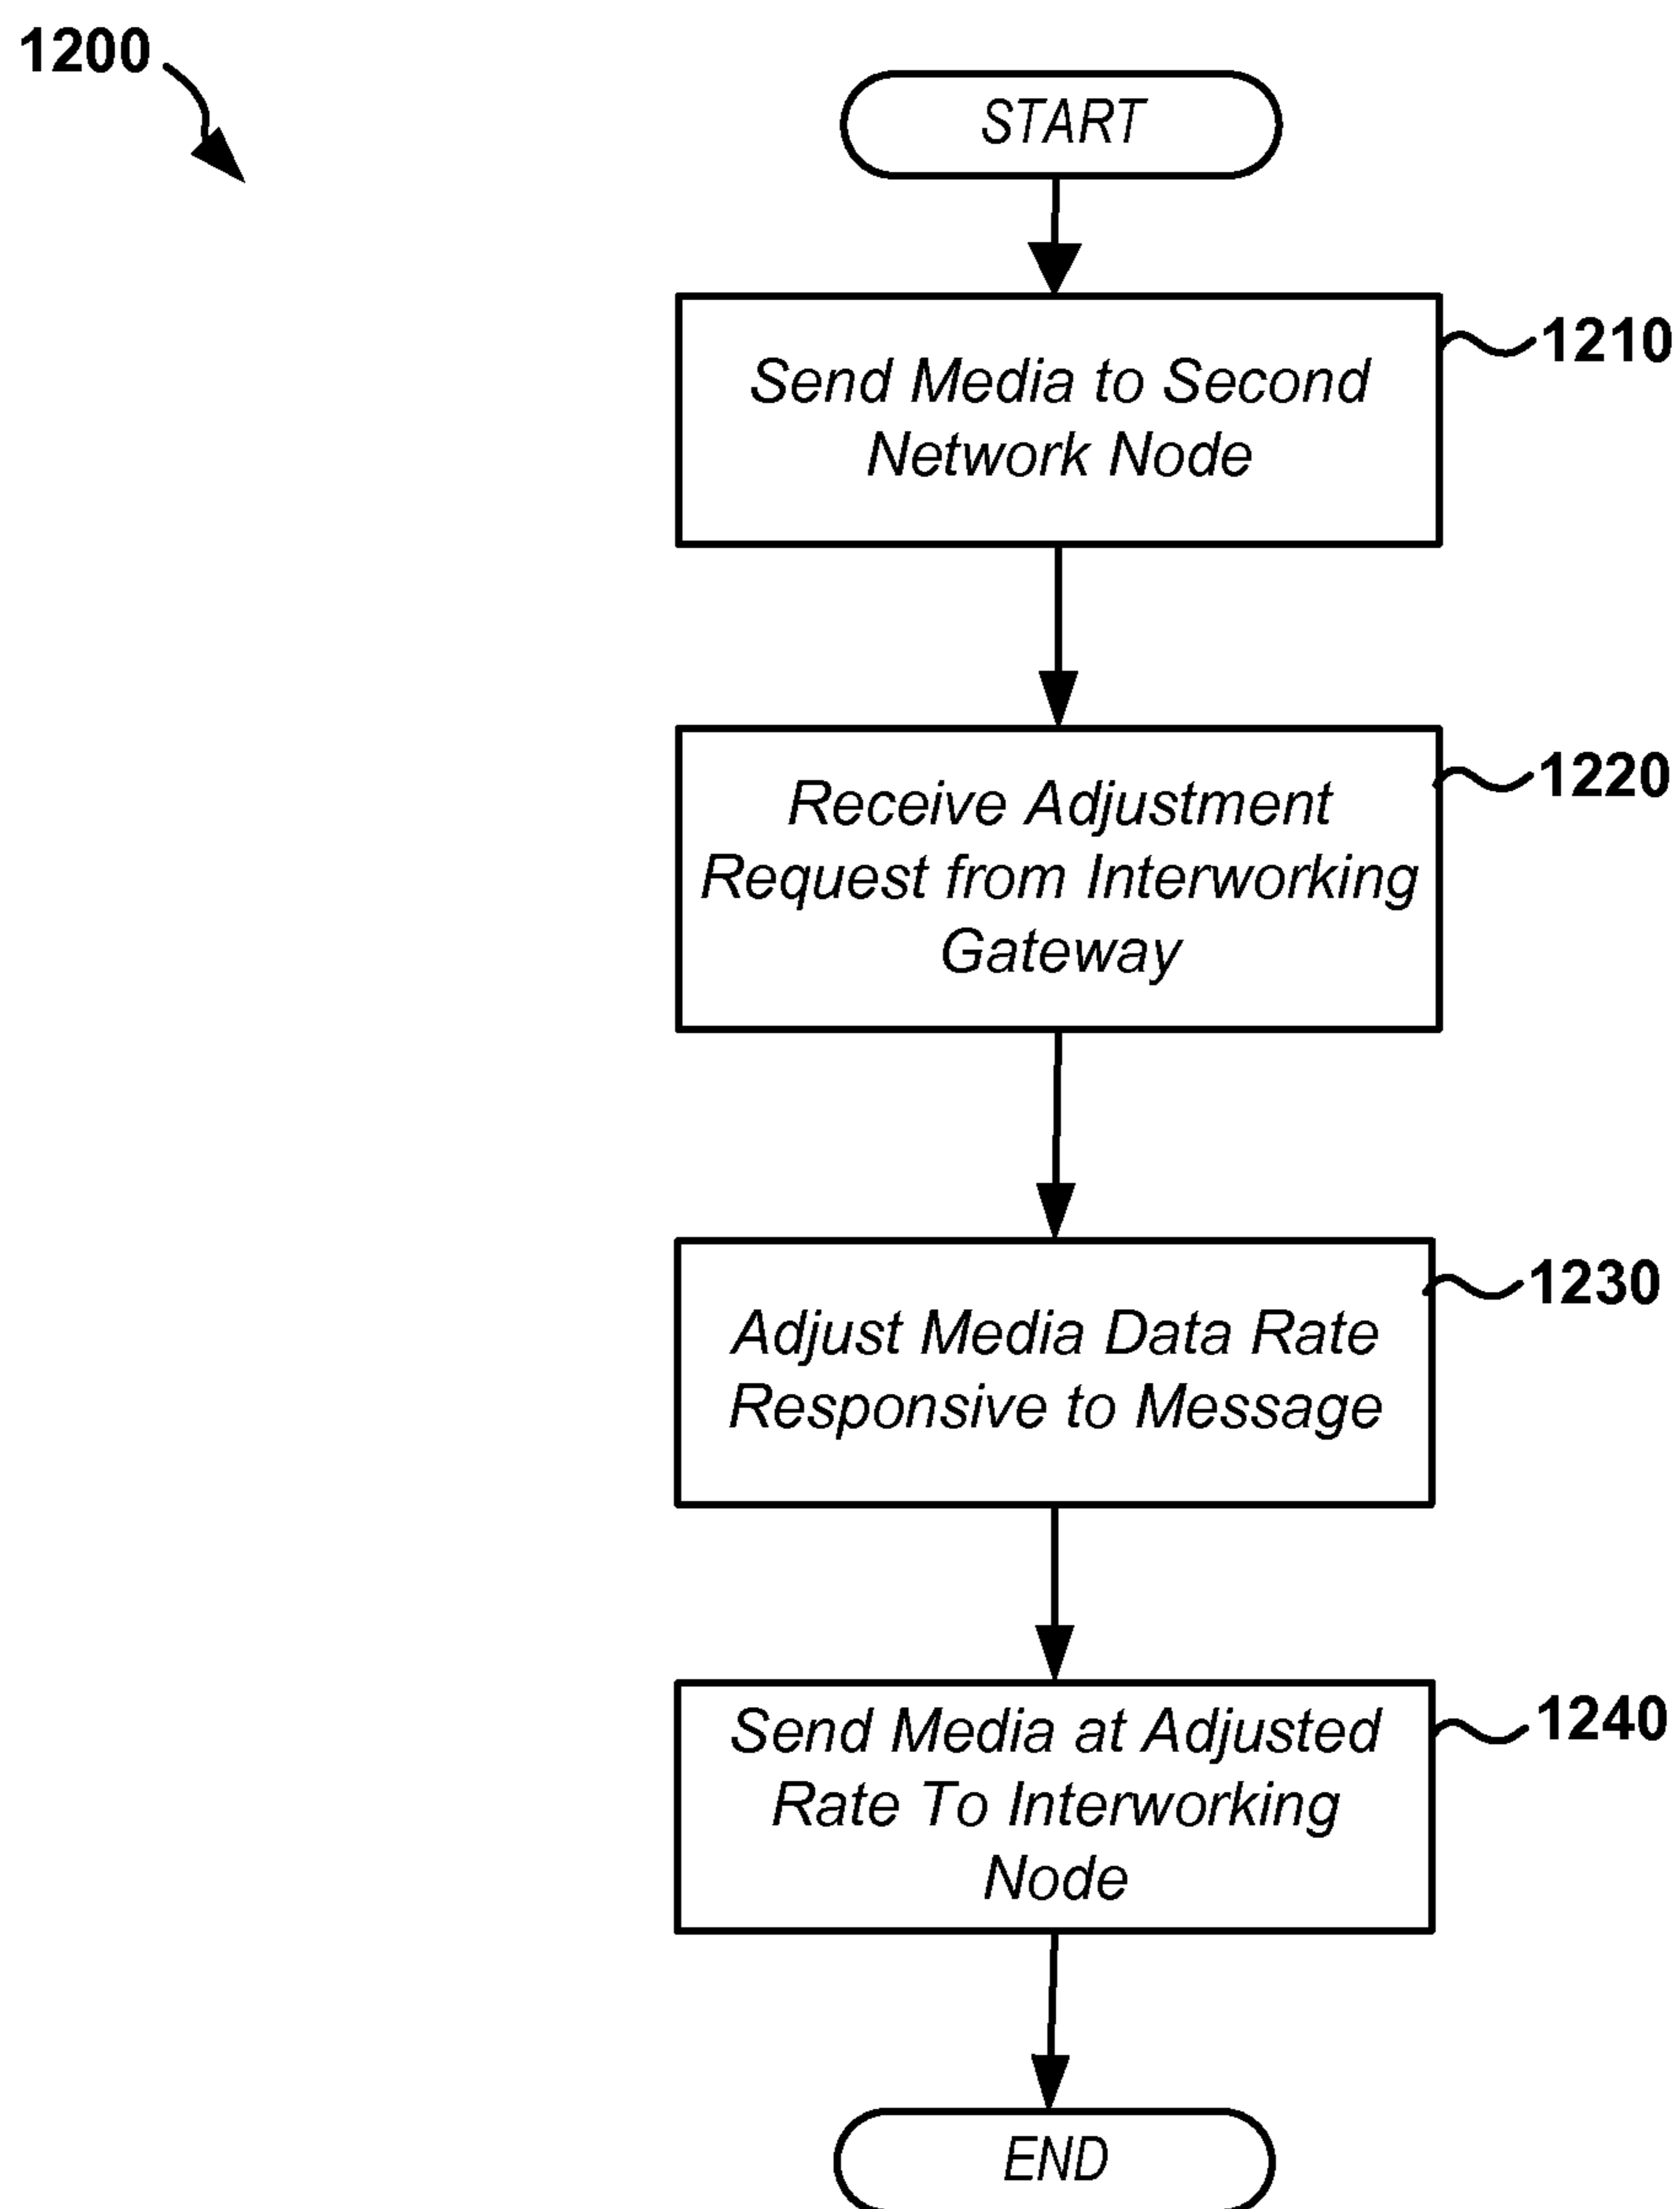 1200
START
Send Media to Second
Network Node
1210
Receive Adjustment
Request from Interworking
Gateway
1220
Adjust Media Data Rate
Responsive to Message
1230
Send Media at Adjusted
Rate To Interworking
Node
1240
END